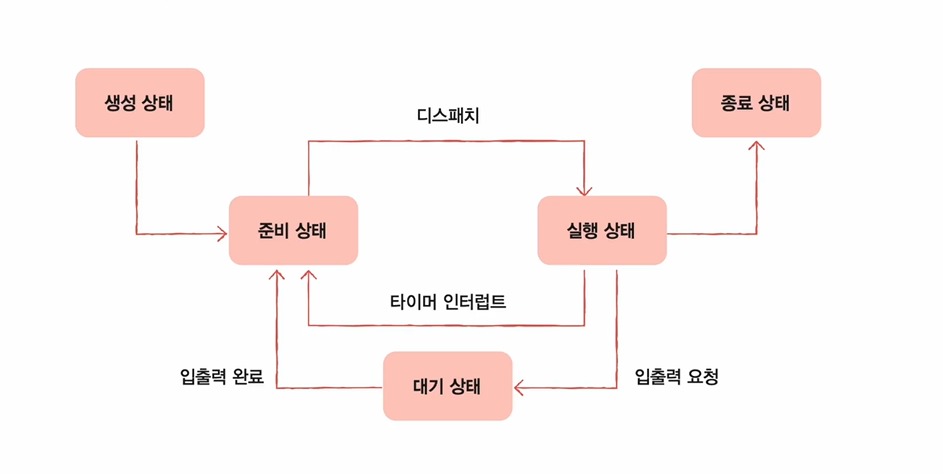 생성 상태
종료 상태
디스패치
준비 상태
실행 상태
타이머 인터럽트
입출력 완료
대기 상태
입출력 요청